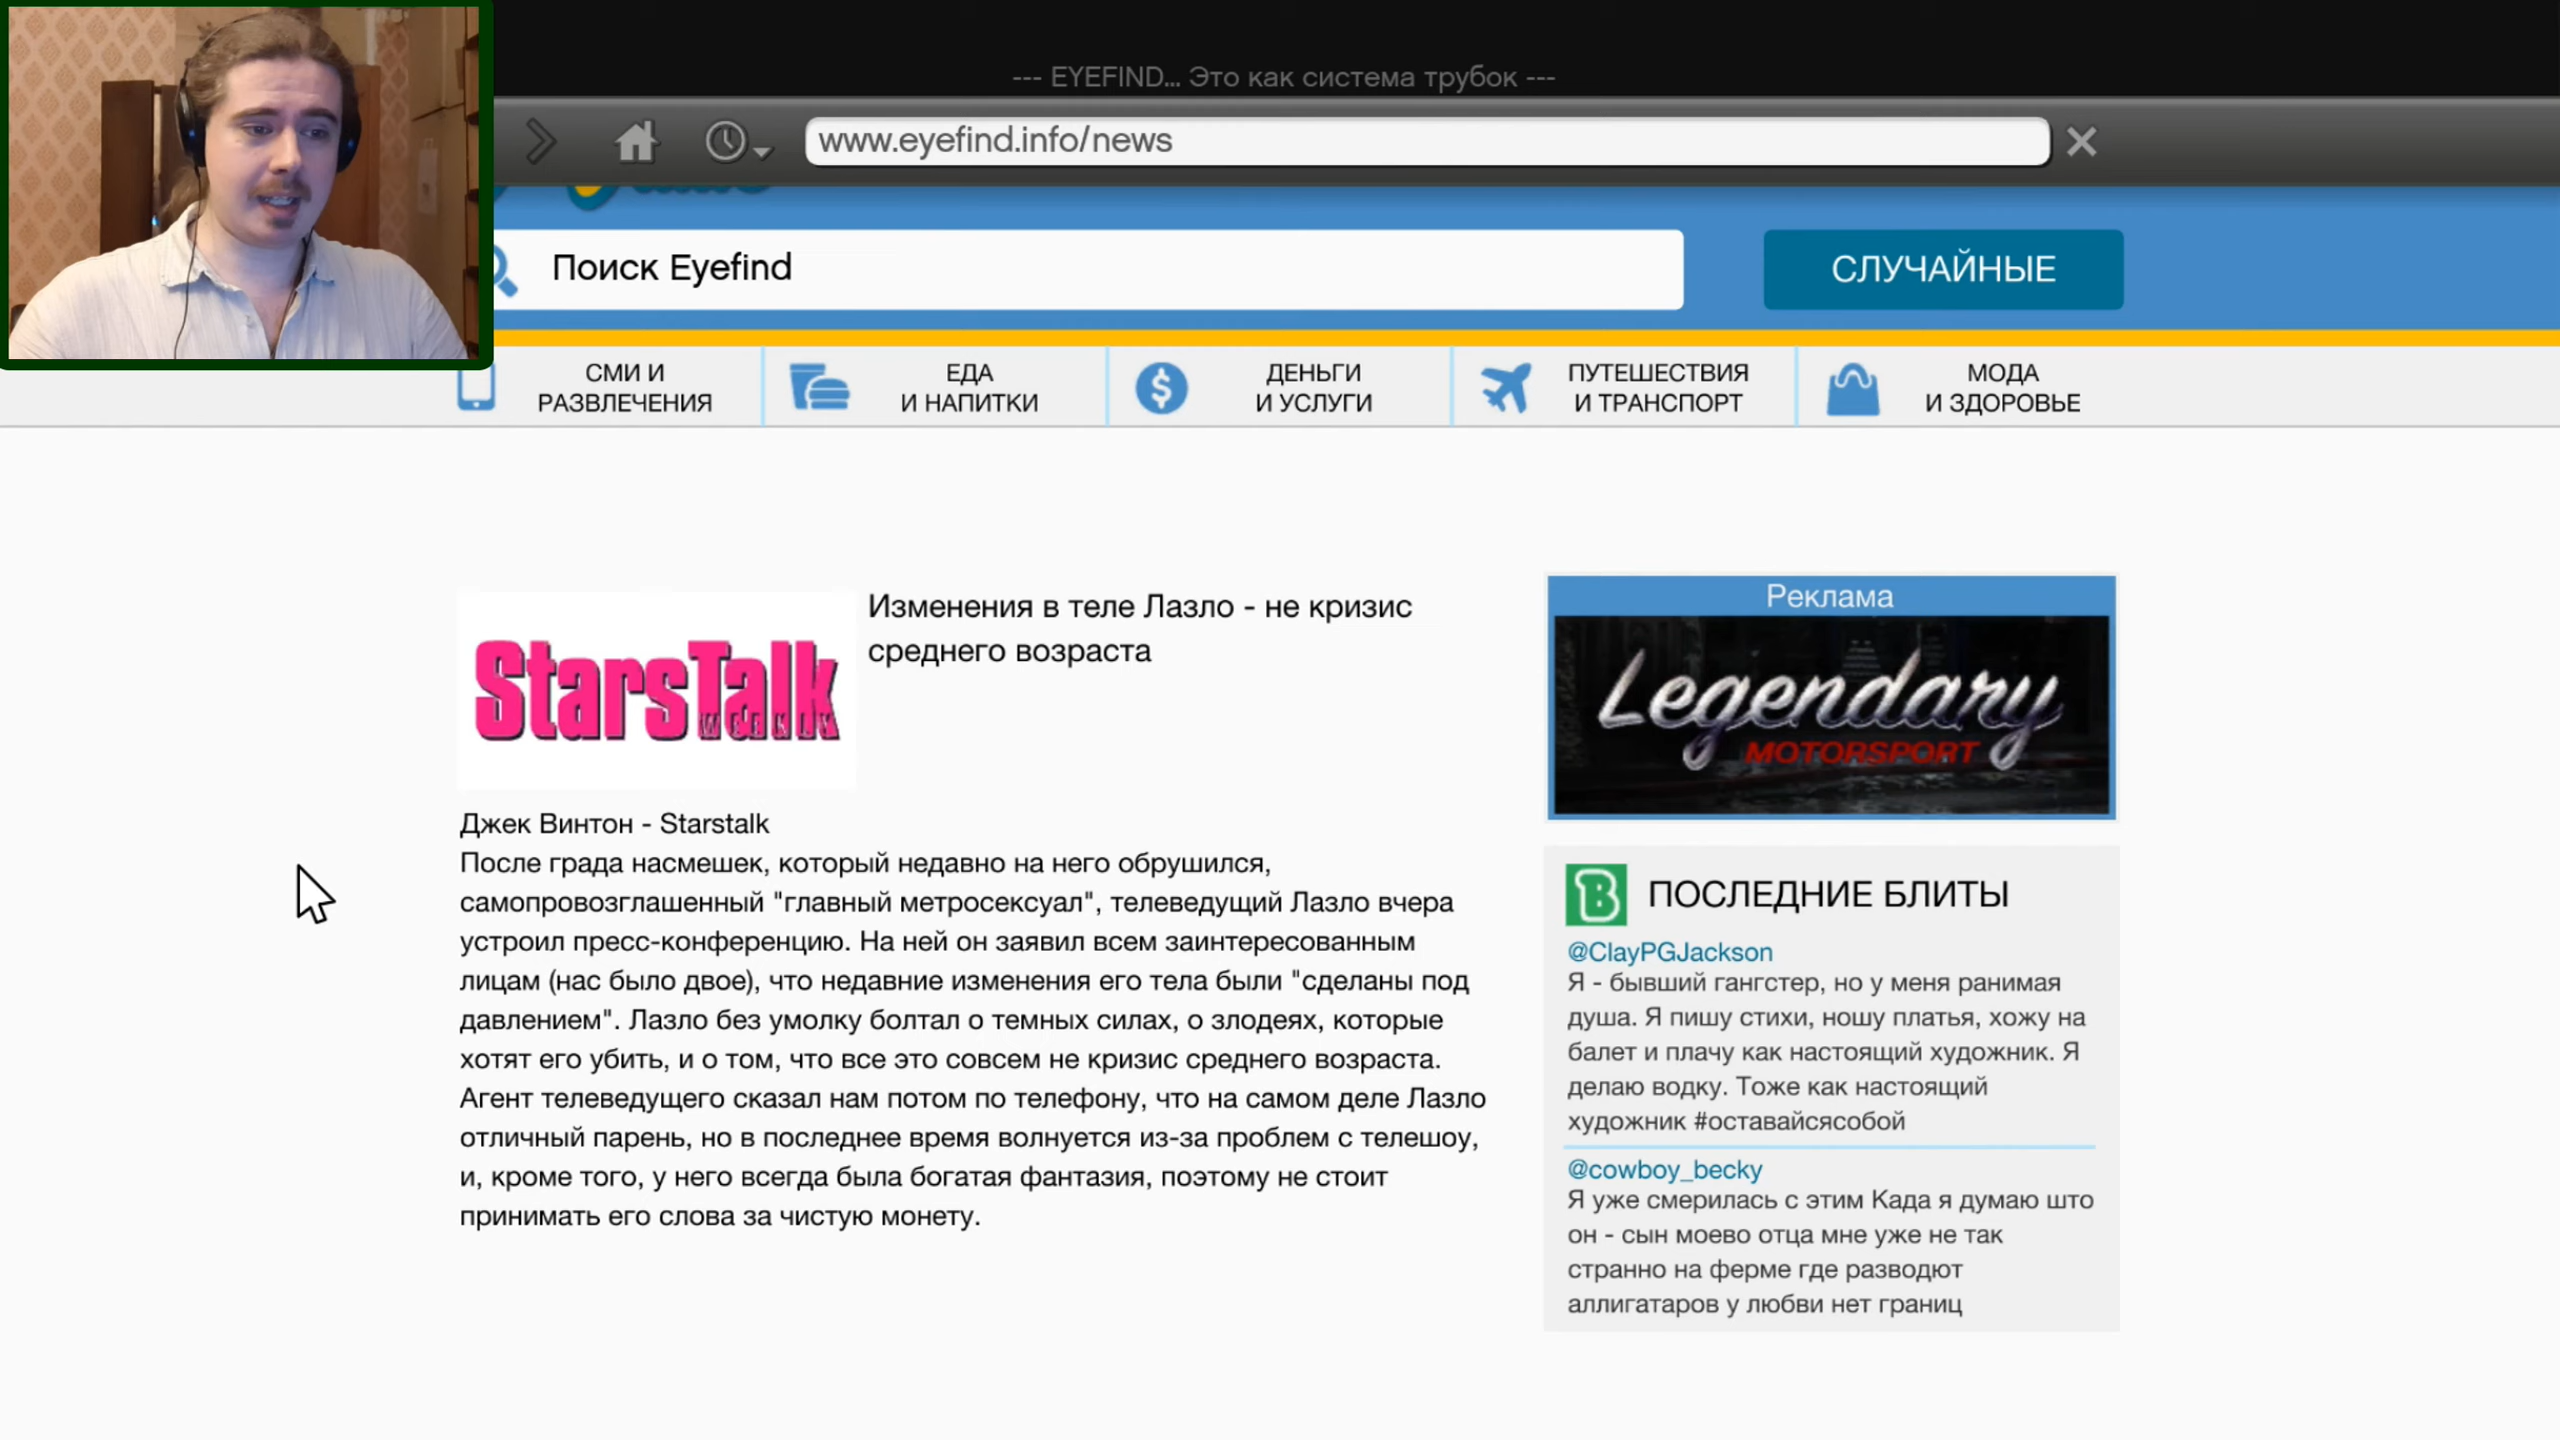 --- EYEFIND... Это как система трубок ---
www.eyefind.info/news
Поиск Eyefind
СЛУЧАЙНЫЕ
СМИ И
РАЗВЛЕЧЕНИЯ
ЕДА
И НАПИТКИ
ДЕНЬГИ
И УСЛУГИ
ПУТЕШЕСТВИЯ
И ТРАНСПОРТ
МОДА
И ЗДОРОВЬЕ
StarsTalk
WEEKLY
Изменения в теле Лазло - не кризис
среднего возраста
Джек Винтон - Starstalk
После града насмешек, который недавно на него обрушился,
самопровозглашенный "главный метросексуал", телеведущий Лазло вчера
устроил пресс-конференцию. На ней он заявил всем заинтересованным
лицам (нас было двое), что недавние изменения его тела были "сделаны под
давлением". Лазло без умолку болтал о темных силах, о злодеях, которые
хотят его убить, и о том, что все это совсем не кризис среднего возраста.
Агент телеведущего сказал нам потом по телефону, что на самом деле Лазло
отличный парень, но в последнее время волнуется из-за проблем с телешоу,
и, кроме того, у него всегда была богатая фантазия, поэтому не стоит
принимать его слова за чистую монету.
Реклама
Legendary
MOTORSPORT
B ПОСЛЕДНИЕ БЛИТЫ
@ClayPGJackson
Я - бывший гангстер, но у меня ранимая
душа. Я пишу стихи, ношу платья, хожу на
балет и плачу как настоящий художник. Я
делаю водку. Тоже как настоящий
художник #оставайсясобой
@cowboy_becky
Я уже смерилась с этим Када я думаю што
он - сын моево отца мне уже не так
странно на ферме где разводют
аллигатаров у любви нет границ